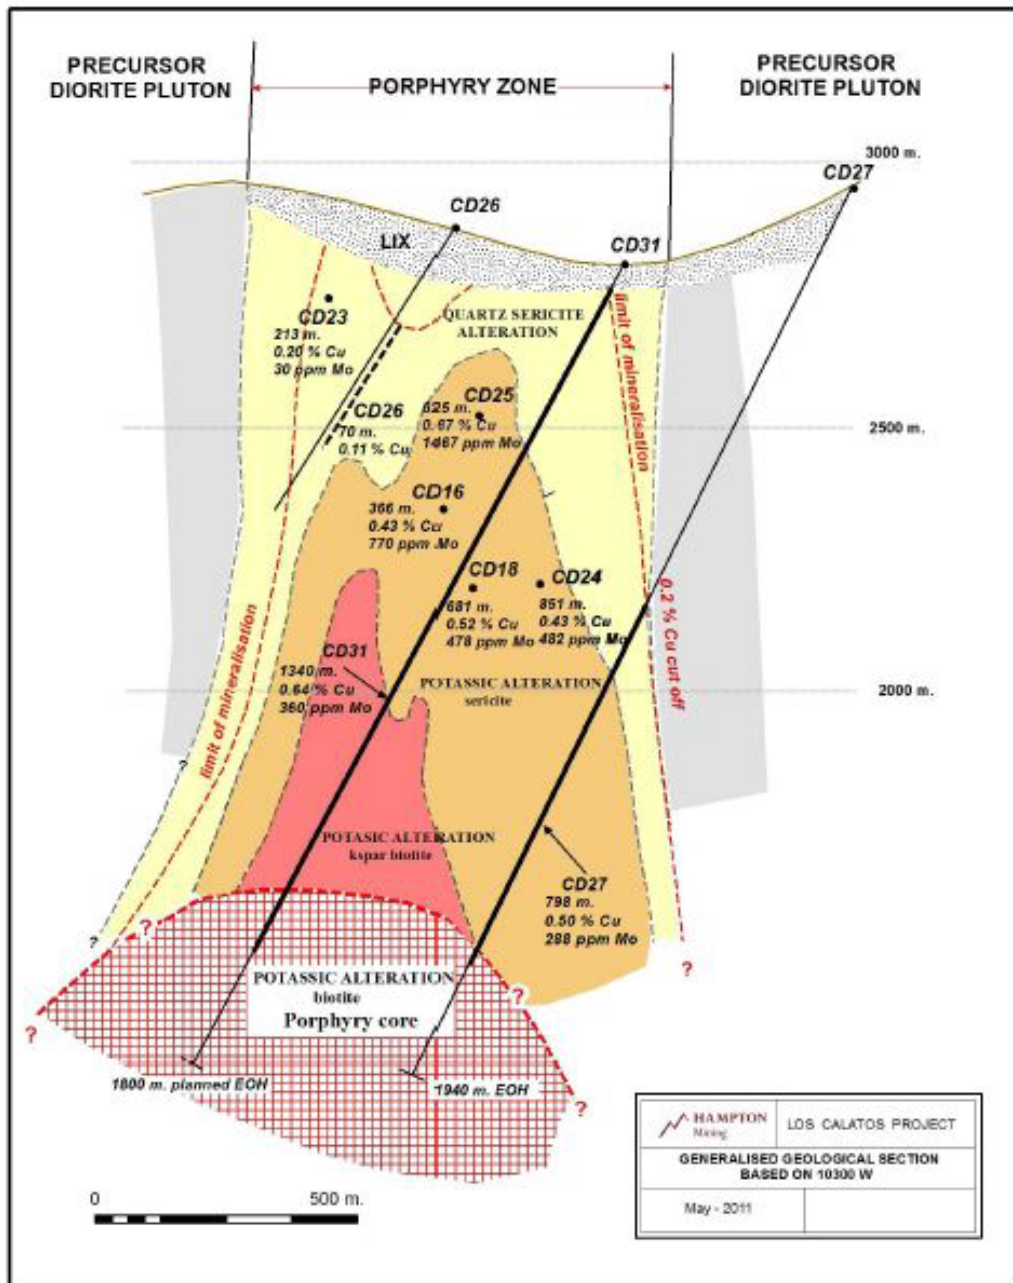 PRECURSOR
DIORITE PLUTON
PORPHYRY ZONE
PRECURSOR
DIORITE PLUTON
3000 m.
CD27
CD26
LIX
CD31
CD23
213 m.
0.20 % Cu
30 ppm Mo
QUARTZ SERICITE
ALTERATION
limit of mineralisation
CD25
825 m.
0.67 % Cu
1467 ppm Mo
CD26
70 m.
0.11 % Cu
2500 m.
CD16
366 m.
0.43 % Cu
770 ppm Mo
CD18
681 m.
0.52 % Cu
478 ppm Mo
CD24
851 m.
0.43 % Cu
482 ppm Mo
0.2 % Cu cut off
limit of mineralisation
CD31
1340 m.
0.64 % Cu
360 ppm Mo
POTASSIC ALTERATION
sericite
2000 m.
?
POTASIC ALTERATION
kspar biotite
CD27
798 m.
0.50 % Cu
288 ppm Mo
?
?
?
POTASSIC ALTERATION
biotite
Porphyry core
?
?
1800 m. planned EOH
1940 m. EOH
?
HAMPTON
Mining
LOS CALATOS PROJECT
GENERALISED GEOLOGICAL SECTION
BASED ON 10300 W
May - 2011
0 500 m.